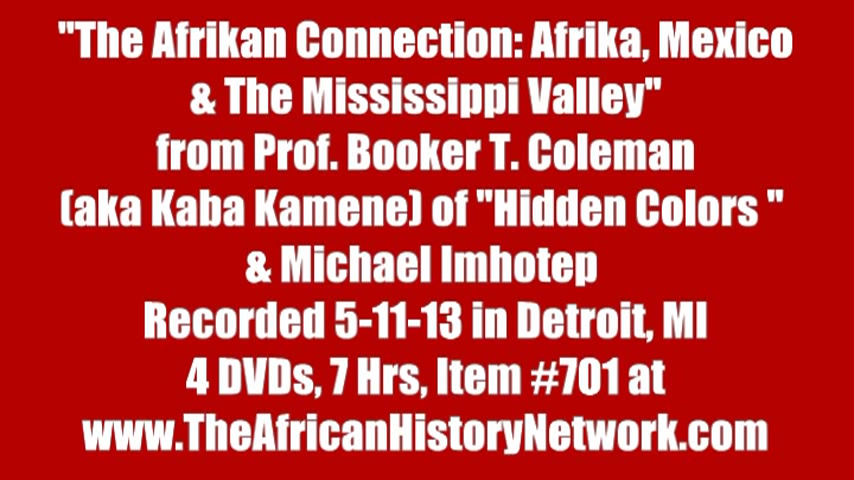 "The Afrikan Connection: Afrika, Mexico
& The Mississippi Valley"
from Prof. Booker T. Coleman
(aka Kaba Kamene) of "Hidden Colors "
& Michael Imhotep
Recorded 5-11-13 in Detroit, MI
4 DVDs, 7 Hrs, Item #701 at
www.TheAfricanHistoryNetwork.com